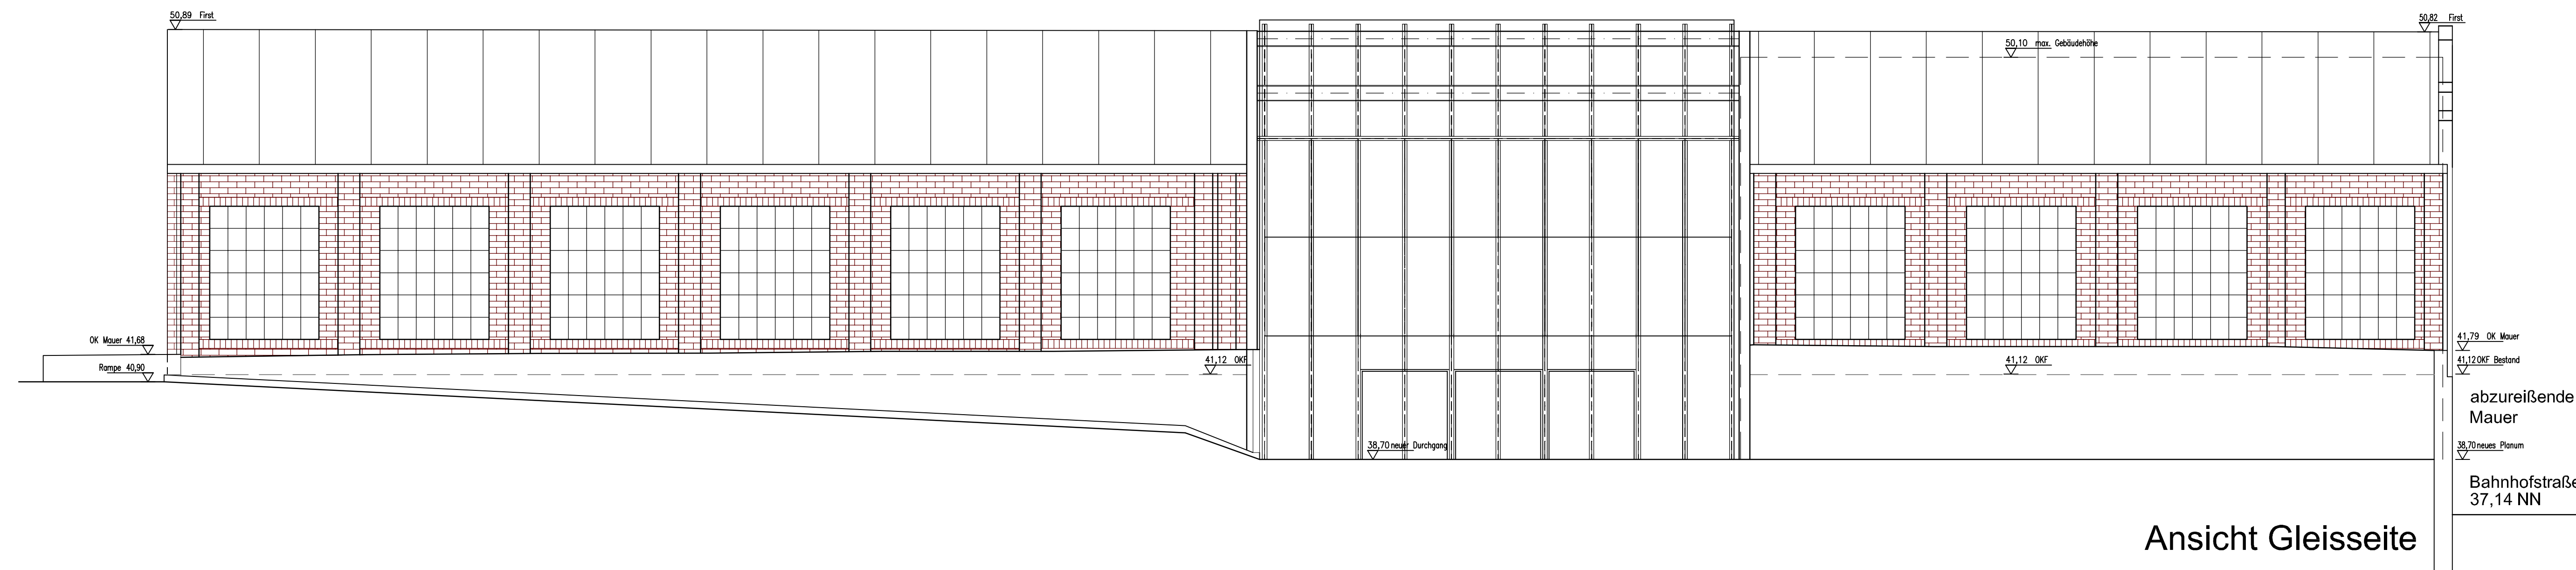 50,89 First
50,82 First
50,10 max. Gebäudehöhe
OK Mauer 41,68
Rampe 40,90
41,12 OKF
41,12 OKF
41,79 OK Mauer
41,12 OKF Bestand
abzureißende
Mauer
38,70 neuer Durchgang
38,70 neues Planum
Bahnhofstraße
37,14 NN
Ansicht Gleisseite